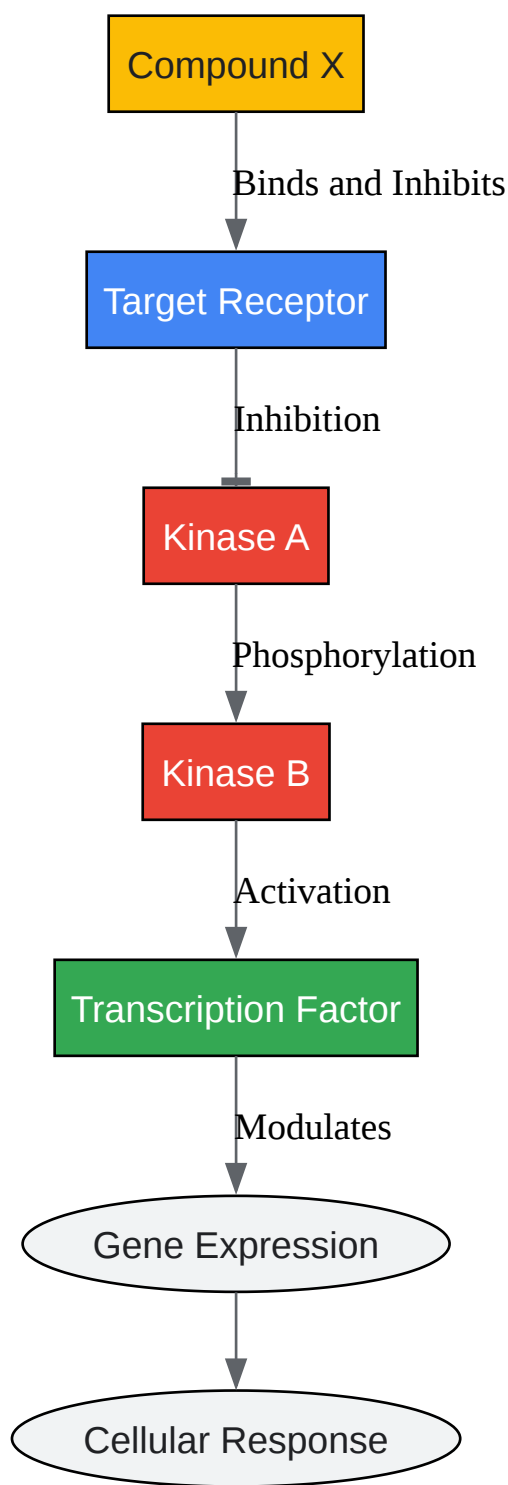 Compound X
Binds and Inhibits
Target Receptor
Inhibition
Kinase A
Phosphorylation
Kinase B
Activation
Transcription Factor
Modulates
Gene Expression
Cellular Response